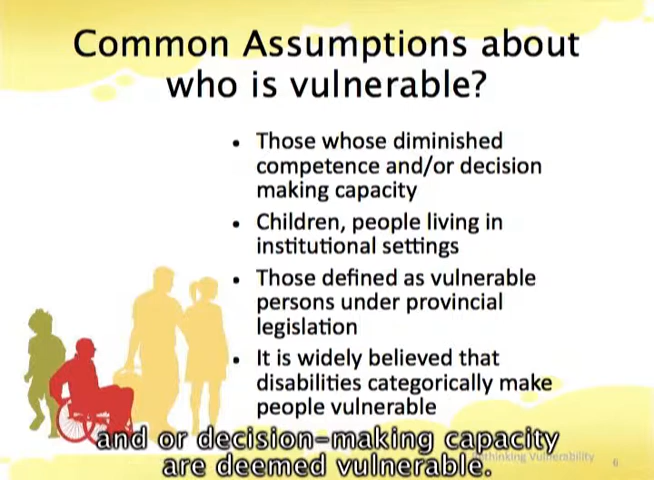 Common Assumptions about
who is vulnerable?
• Those whose diminished
competence and/or decision
making capacity
• Children, people living in
institutional settings
• Those defined as vulnerable
persons under provincial
legislation
• It is widely believed that
disabilities categorically make
people vulnerable
and or decision-making capacity
are deemed vulnerable.
Vulnerability
6